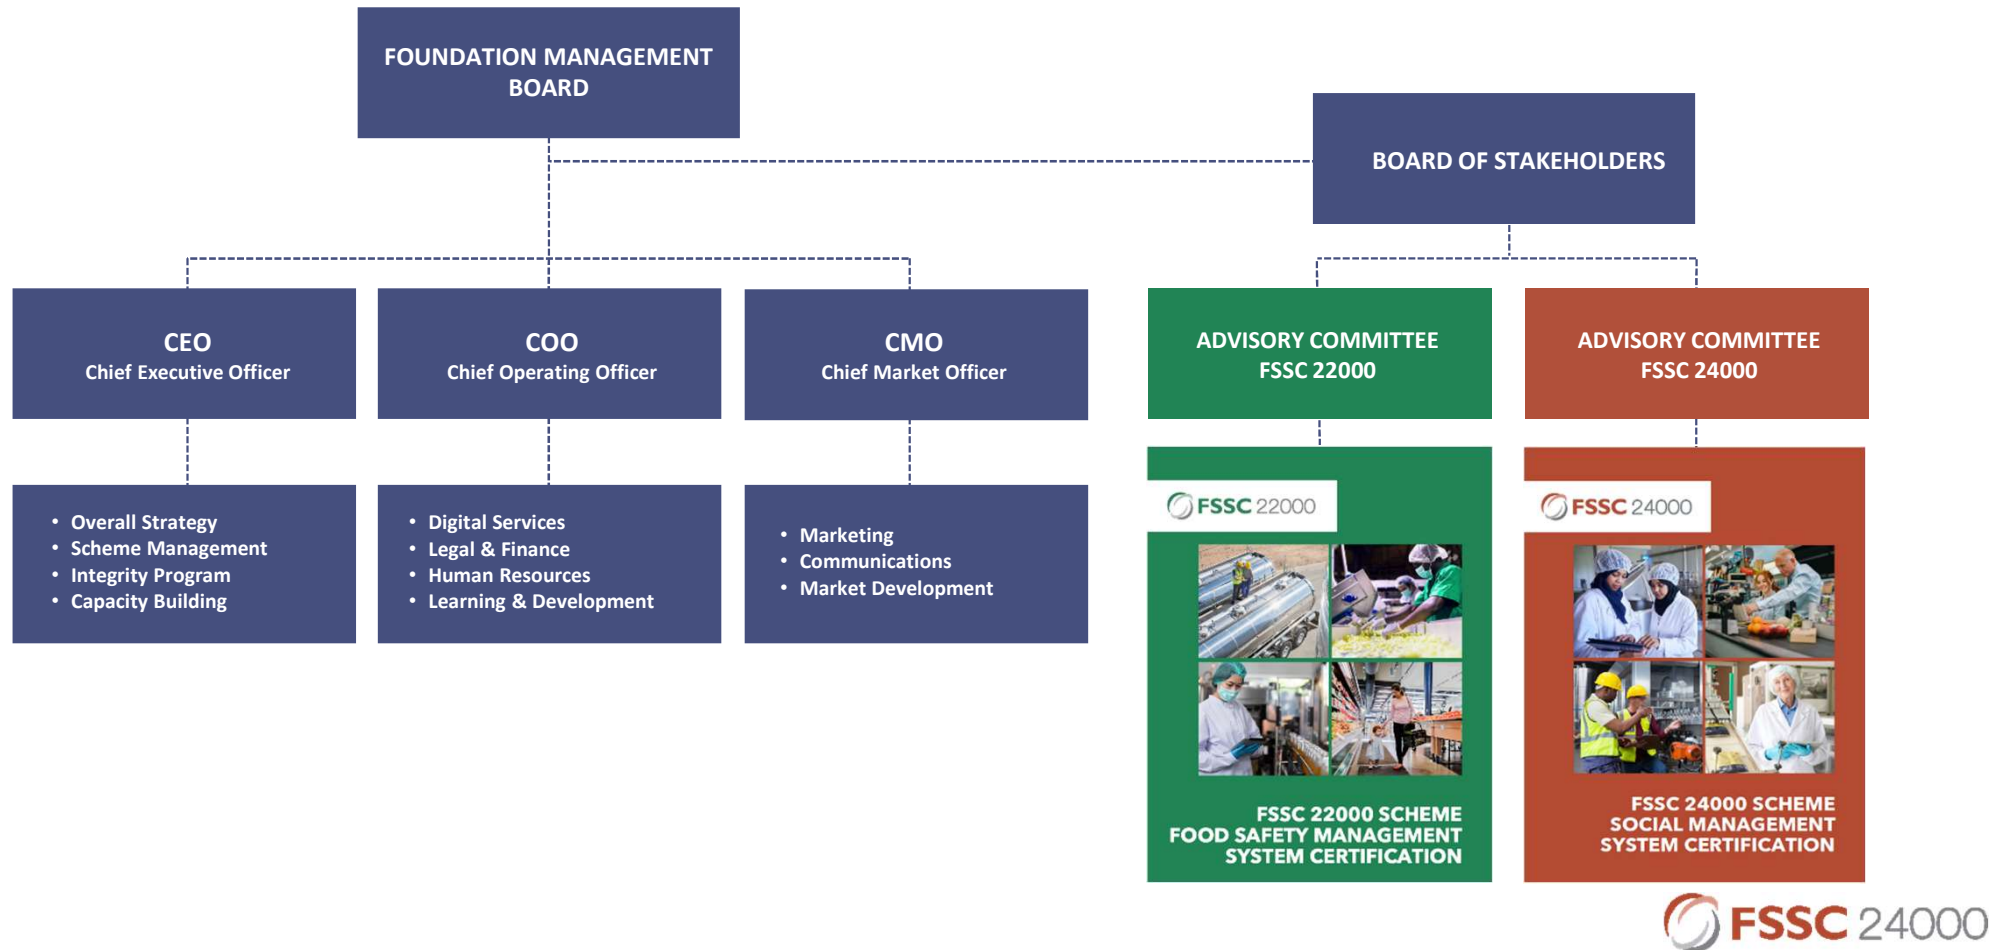 FOUNDATION MANAGEMENT
BOARD
BOARD OF STAKEHOLDERS
CEO
Chief Executive Officer
COO
Chief Operating Officer
CMO
Chief Market Officer
ADVISORY COMMITTEE
FSSC 22000
ADVISORY COMMITTEE
FSSC 24000
• Overall Strategy
• Scheme Management
• Integrity Program
• Capacity Building
• Digital Services
• Legal & Finance
• Human Resources
• Learning & Development
• Marketing
• Communications
• Market Development
FSSC 22000
FSSC 22000 SCHEME
FOOD SAFETY MANAGEMENT
SYSTEM CERTIFICATION
FSSC 24000
FSSC 24000 SCHEME
SOCIAL MANAGEMENT
SYSTEM CERTIFICATION
FSSC 24000